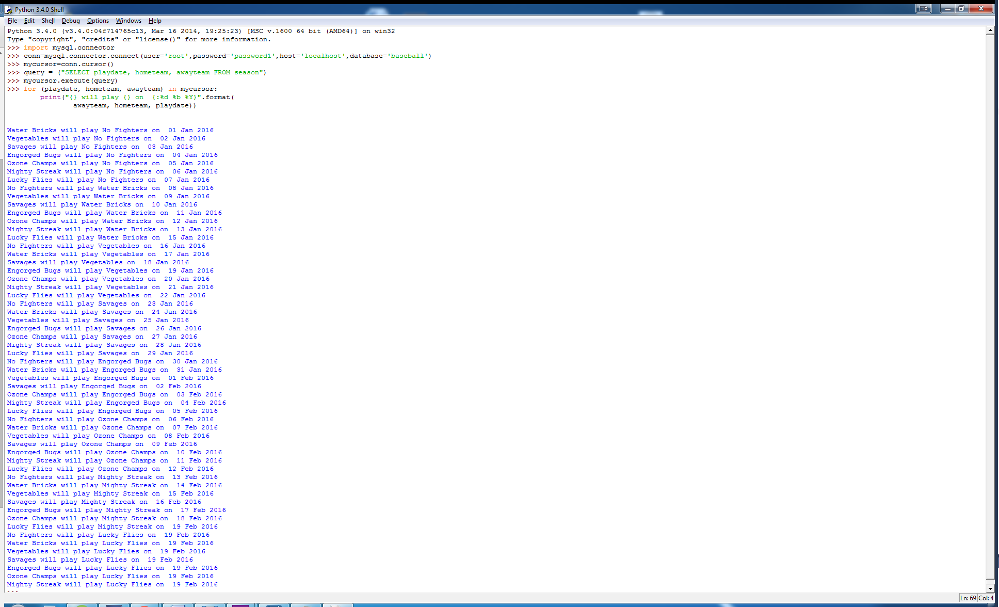 Python 3.4.0 Shell
File Edit Shell Debug Options Windows Help
Python 3.4.0 (v3.4.0:04f714765c13, Mar 16 2014, 19:25:23) [MSC v.1600 64 bit (AMD64)] on win32
Type "copyright", "credits" or "license()" for more information.
>>> import mysql.connector
>>> conn=mysql.connector.connect(user='root',password='password1',host='localhost',database='baseball')
>>> mycursor=conn.cursor()
>>> query = ("SELECT playdate, hometeam, awayteam FROM season")
>>> mycursor.execute(query)
>>> for (playdate, hometeam, awayteam) in mycursor:
        print("{} will play {} on  {:%d %b %Y}".format(
                awayteam, hometeam, playdate))
Water Bricks will play No Fighters on  01 Jan 2016
Vegetables will play No Fighters on  02 Jan 2016
Savages will play No Fighters on  03 Jan 2016
Engorged Bugs will play No Fighters on  04 Jan 2016
Ozone Champs will play No Fighters on  05 Jan 2016
Mighty Streak will play No Fighters on  06 Jan 2016
Lucky Flies will play No Fighters on  07 Jan 2016
No Fighters will play Water Bricks on  08 Jan 2016
Vegetables will play Water Bricks on  09 Jan 2016
Savages will play Water Bricks on  10 Jan 2016
Engorged Bugs will play Water Bricks on  11 Jan 2016
Ozone Champs will play Water Bricks on  12 Jan 2016
Mighty Streak will play Water Bricks on  13 Jan 2016
Lucky Flies will play Water Bricks on  15 Jan 2016
No Fighters will play Vegetables on  16 Jan 2016
Water Bricks will play Vegetables on  17 Jan 2016
Savages will play Vegetables on  18 Jan 2016
Engorged Bugs will play Vegetables on  19 Jan 2016
Ozone Champs will play Vegetables on  20 Jan 2016
Mighty Streak will play Vegetables on  21 Jan 2016
Lucky Flies will play Vegetables on  22 Jan 2016
No Fighters will play Savages on  23 Jan 2016
Water Bricks will play Savages on  24 Jan 2016
Vegetables will play Savages on  25 Jan 2016
Engorged Bugs will play Savages on  26 Jan 2016
Ozone Champs will play Savages on  27 Jan 2016
Mighty Streak will play Savages on  28 Jan 2016
Lucky Flies will play Savages on  29 Jan 2016
No Fighters will play Engorged Bugs on  30 Jan 2016
Water Bricks will play Engorged Bugs on  31 Jan 2016
Vegetables will play Engorged Bugs on  01 Feb 2016
Savages will play Engorged Bugs on  02 Feb 2016
Ozone Champs will play Engorged Bugs on  03 Feb 2016
Mighty Streak will play Engorged Bugs on  04 Feb 2016
Lucky Flies will play Engorged Bugs on  05 Feb 2016
No Fighters will play Ozone Champs on  06 Feb 2016
Water Bricks will play Ozone Champs on  07 Feb 2016
Vegetables will play Ozone Champs on  08 Feb 2016
Savages will play Ozone Champs on  09 Feb 2016
Engorged Bugs will play Ozone Champs on  10 Feb 2016
Mighty Streak will play Ozone Champs on  11 Feb 2016
Lucky Flies will play Ozone Champs on  12 Feb 2016
No Fighters will play Mighty Streak on  13 Feb 2016
Water Bricks will play Mighty Streak on  14 Feb 2016
Vegetables will play Mighty Streak on  15 Feb 2016
Savages will play Mighty Streak on  16 Feb 2016
Engorged Bugs will play Mighty Streak on  17 Feb 2016
Ozone Champs will play Mighty Streak on  18 Feb 2016
Lucky Flies will play Mighty Streak on  19 Feb 2016
No Fighters will play Lucky Flies on  19 Feb 2016
Water Bricks will play Lucky Flies on  19 Feb 2016
Vegetables will play Lucky Flies on  19 Feb 2016
Savages will play Lucky Flies on  19 Feb 2016
Engorged Bugs will play Lucky Flies on  19 Feb 2016
Ozone Champs will play Lucky Flies on  19 Feb 2016
Mighty Streak will play Lucky Flies on  19 Feb 2016
>>>
Ln: 69 Col: 4